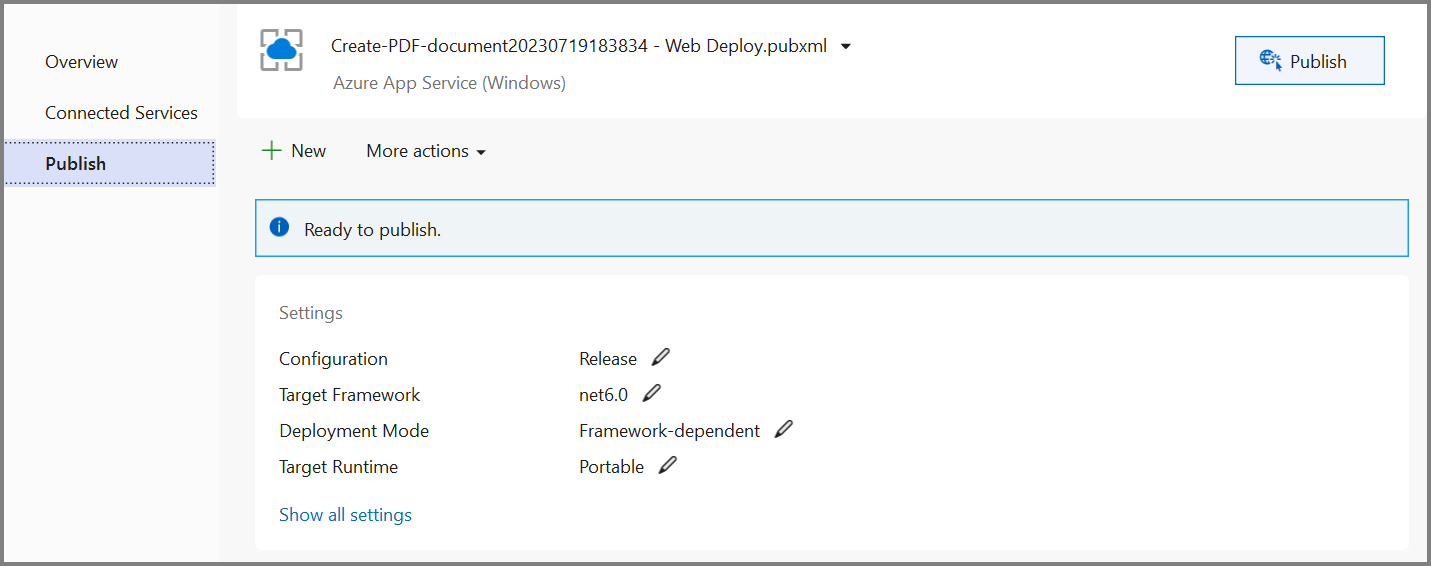 Overview
Connected Services
Publish
Create-PDF-document20230719183834 - Web Deploy.pubxml
Azure App Service (Windows)
Publish
New
More actions
Ready to publish.
Settings
Configuration Release
Target Framework net6.0
Deployment Mode Framework-dependent
Target Runtime Portable
Show all settings